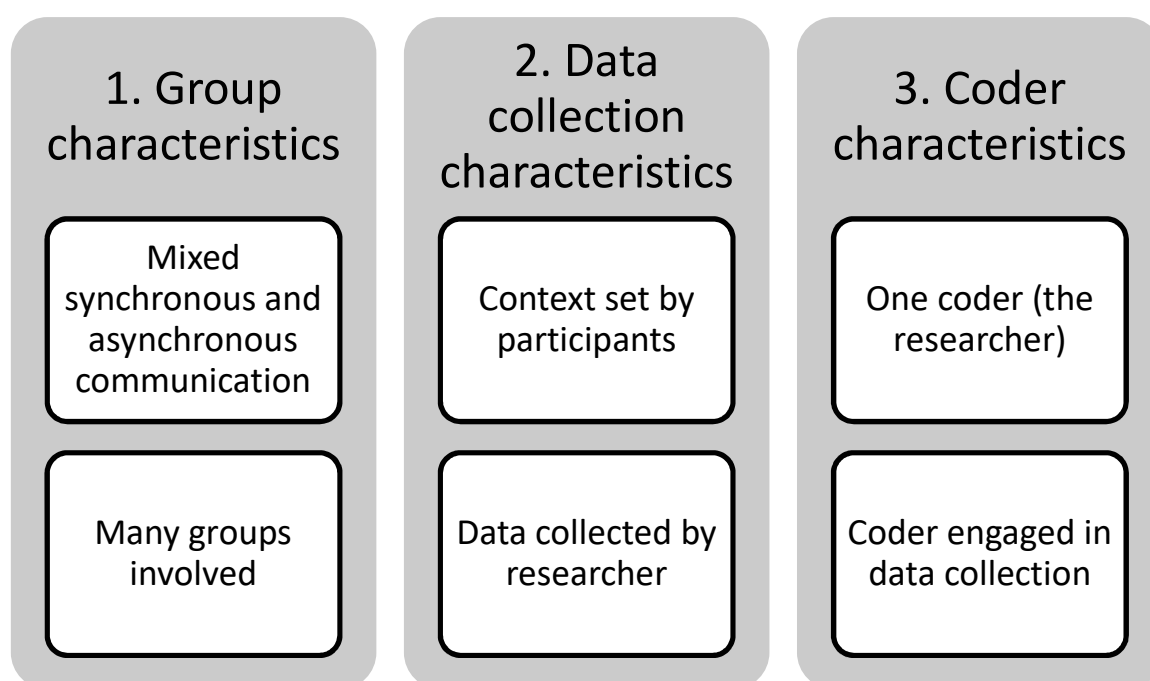 1. Group
characteristics
Mixed
synchronous and
asynchronous
communication
Many groups
involved
2. Data
collection
characteristics
Context set by
participants
Data collected by
researcher
3. Coder
characteristics
One coder (the
researcher)
Coder engaged in
data collection